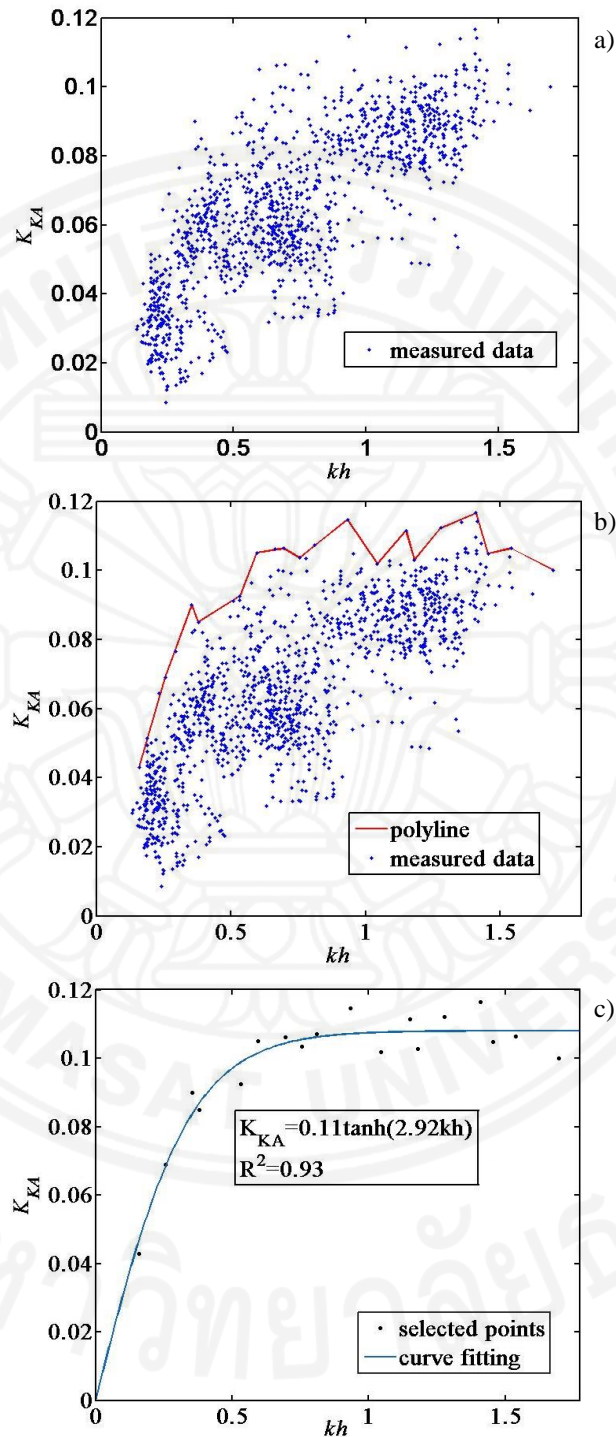 a)
0.12
0.1
0.08
0.06
0.04
0.02
0
K_KA
measured data
0 0.5 1 1.5
kh
b)
0.12
0.1
0.08
0.06
0.04
0.02
0
K_KA
polyline
measured data
0 0.5 1 1.5
kh
c)
0.12
0.1
0.08
0.06
0.04
0.02
0
K_KA
K_KA=0.11tanh(2.92kh)
R²=0.93
selected points
curve fitting
0 0.5 1 1.5
kh
MASAT UNIVERS